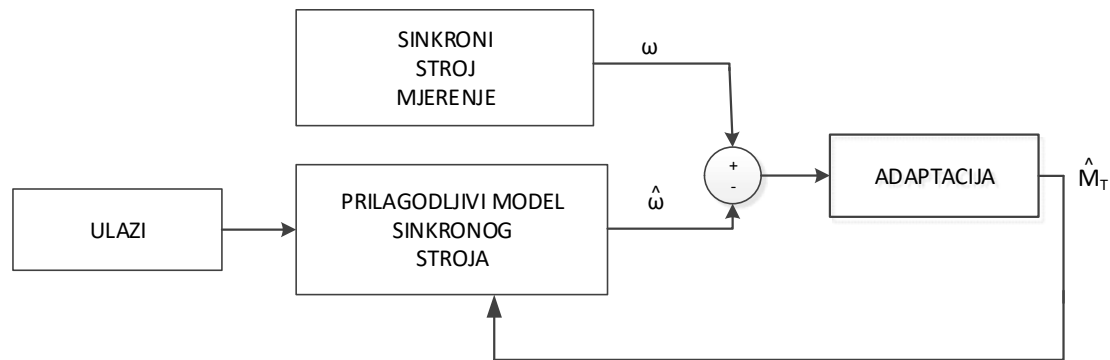 SINKRONI
STROJ
MJERENJE
ω
PRILAGODLJIVI MODEL
SINKRONOG
STROJA
ω̂
ULAZI
+
-
ADAPTACIJA
M̂T